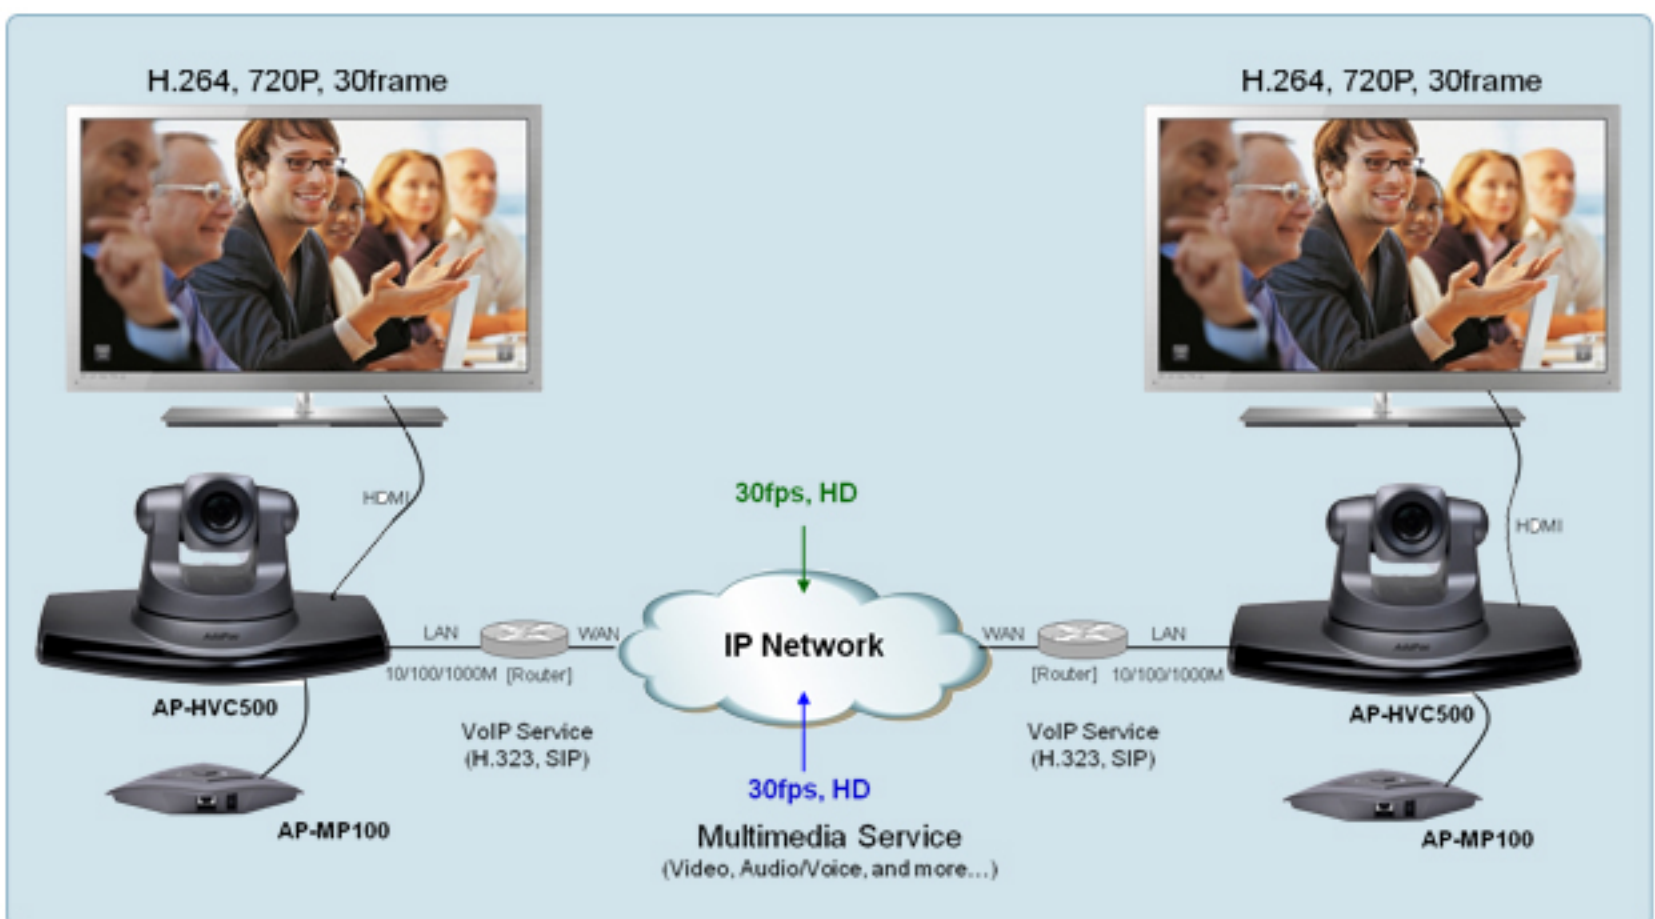 H.264, 720P, 30frame
H.264, 720P, 30frame
HDMI
30fps, HD
HDMI
LAN
WAN
IP Network
WAN
LAN
10/100/1000M
[Router]
[Router]
10/100/1000M
AP-HVC500
AP-HVC500
VoIP Service
(H.323, SIP)
VoIP Service
(H.323, SIP)
30fps, HD
AP-MP100
Multimedia Service
AP-MP100
(Video, Audio/Voice, and more...)